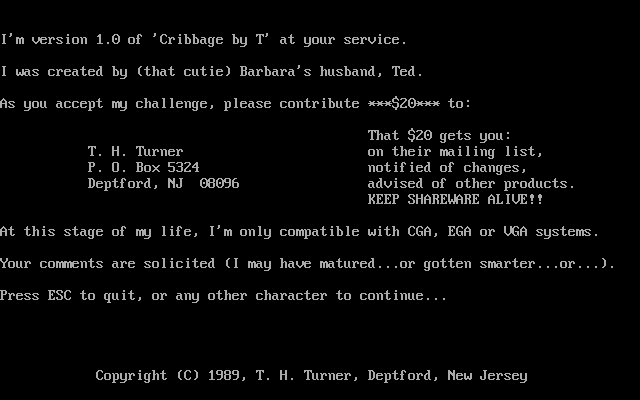 I'm version 1.0 of 'Cribbage by T' at your service.
I was created by (that cutie) Barbara's husband, Ted.
As you accept my challenge, please contribute ***$20*** to:
That $20 gets you:
T. H. Turner on their mailing list,
P. O. Box 5324 notified of changes,
Deptford, NJ 08096 advised of other products.
KEEP SHAREWARE ALIVE!!
At this stage of my life, I'm only compatible with CGA, EGA or VGA systems.
Your comments are solicited (I may have matured...or gotten smarter...or...).
Press ESC to quit, or any other character to continue...
Copyright (C) 1989, T. H. Turner, Deptford, New Jersey